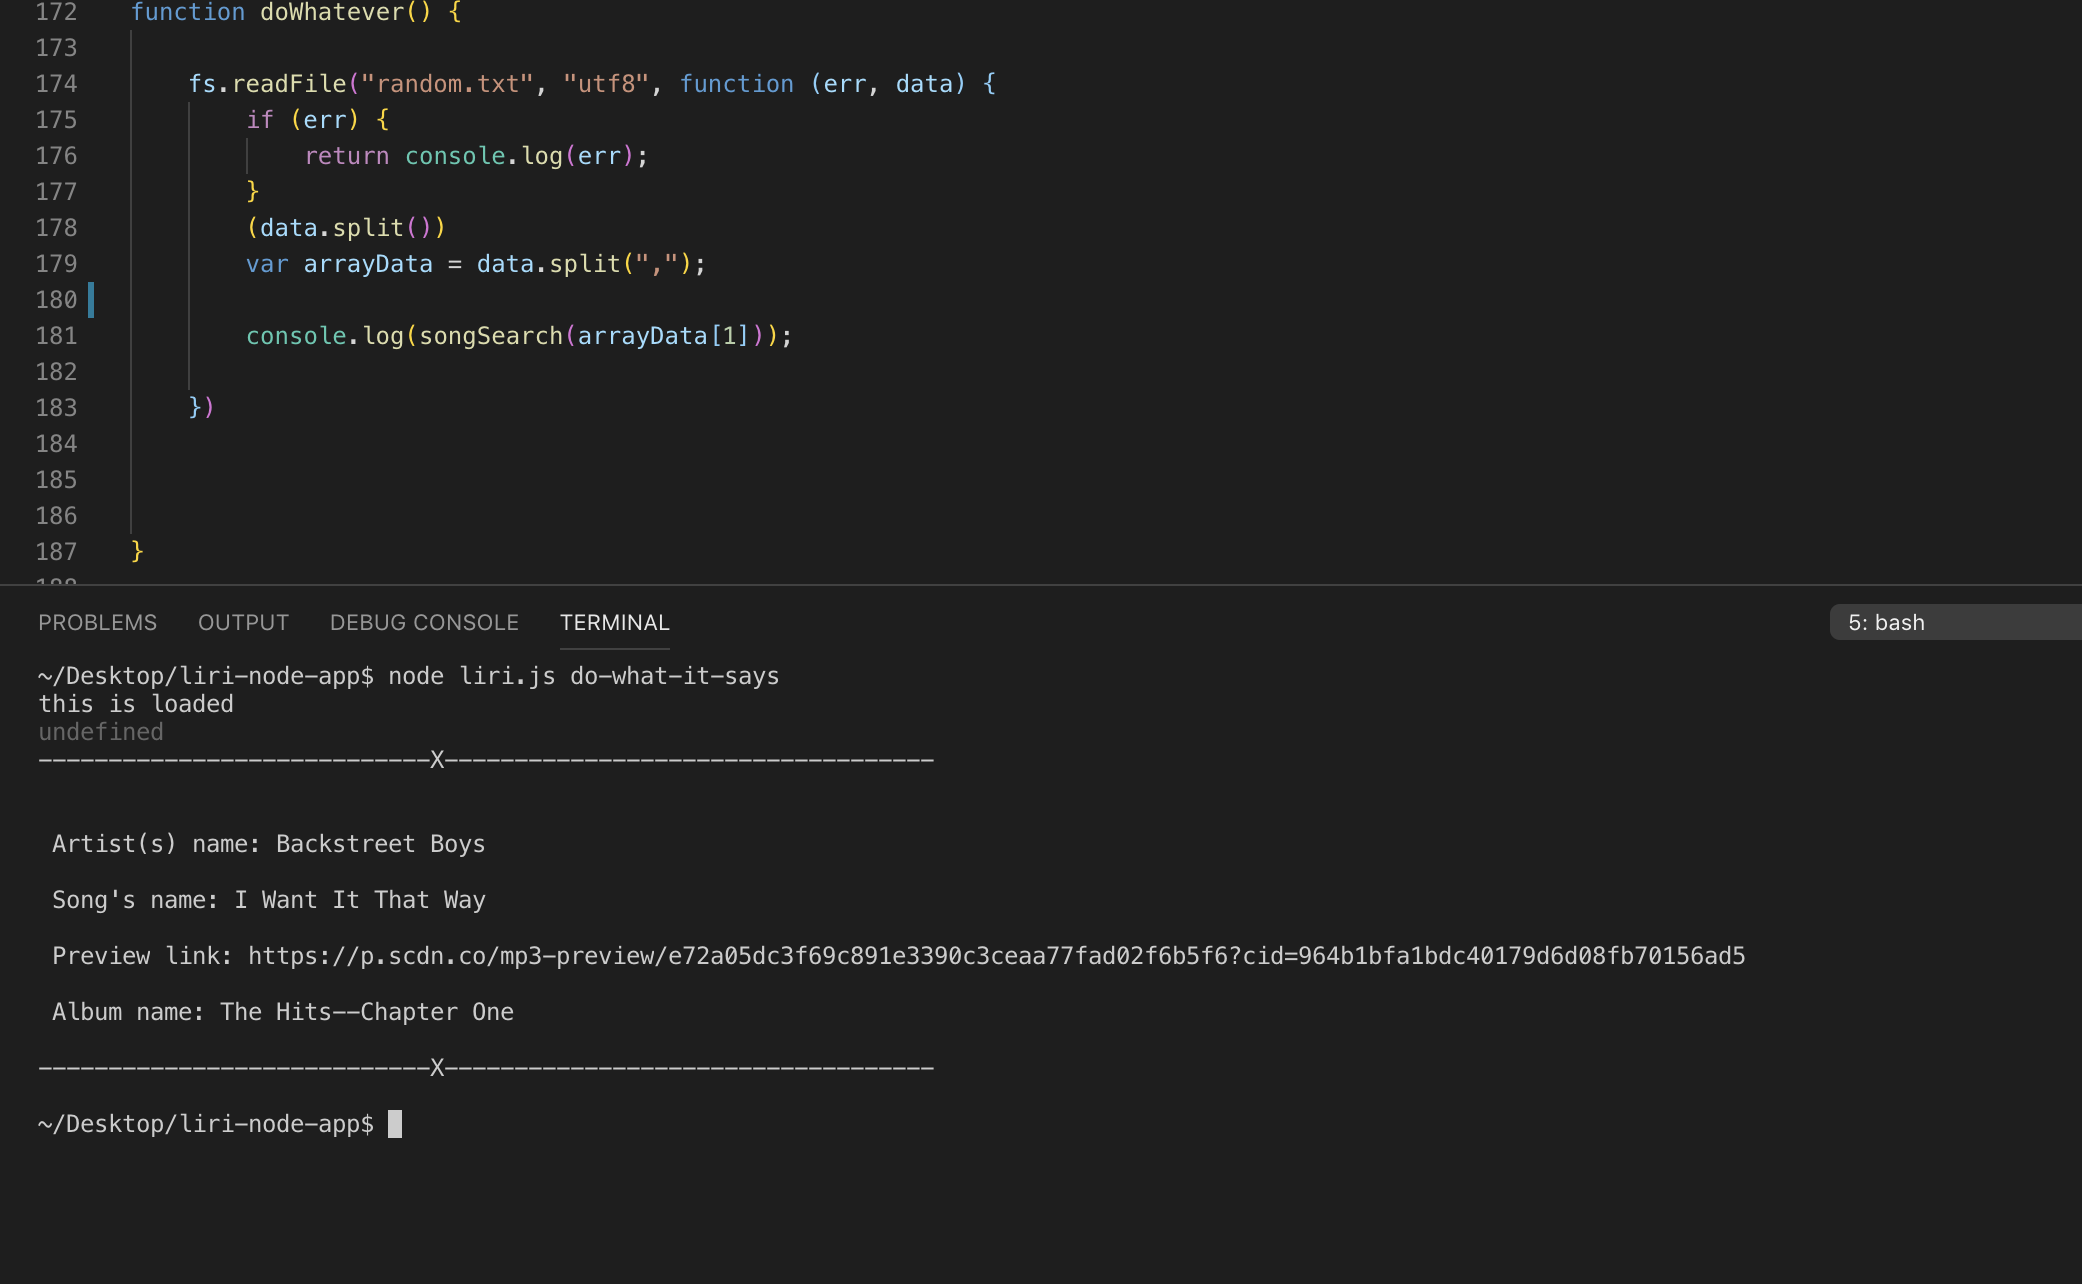 172 function doWhatever() {
173
174 fs.readFile("random.txt", "utf8", function (err, data) {
175 if (err) {
176 return console.log(err);
177 }
178 (data.split())
179 var arrayData = data.split(",");
180
181 console.log(songSearch(arrayData[1]));
182
183 })
184
185
186
187 }
188
PROBLEMS OUTPUT DEBUG CONSOLE TERMINAL 5: bash
~/Desktop/liri-node-app$ node liri.js do-what-it-says
this is loaded
undefined
----------------------------X-----------------------------------
Artist(s) name: Backstreet Boys
Song's name: I Want It That Way
Preview link: https://p.scdn.co/mp3-preview/e72a05dc3f69c891e3390c3ceaa77fad02f6b5f6?cid=964b1bfa1bdc40179d6d08fb70156ad5
Album name: The Hits--Chapter One
----------------------------X-----------------------------------
~/Desktop/liri-node-app$